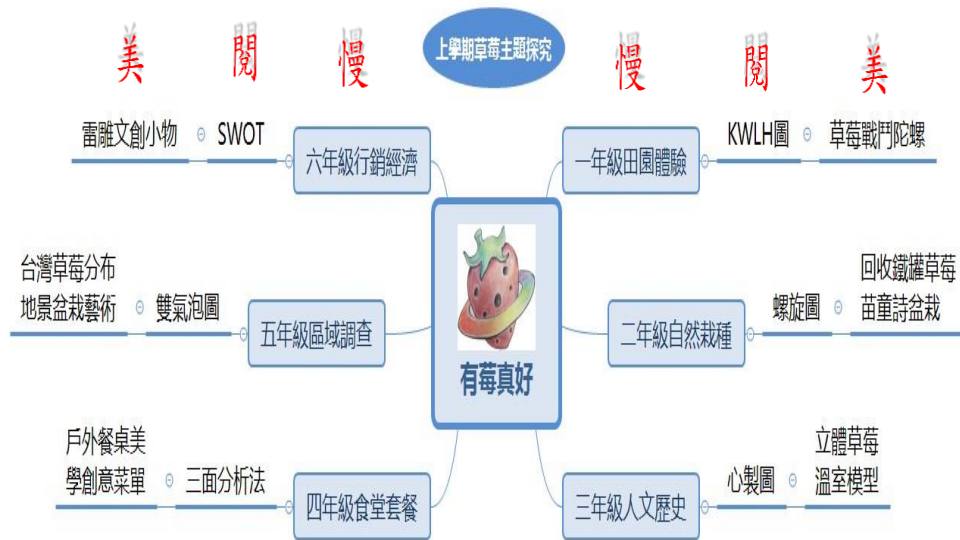 美 閱 慢
上學期草莓主題探究
慢 閱 美
雷雕文創小物
SWOT
六年級行銷經濟
一年級田園體驗
KWLH圖
草莓戰鬥陀螺
台灣草莓分布
地景盆栽藝術
雙氣泡圖
五年級區域調查
有莓真好
二年級自然栽種
螺旋圖
回收鐵罐草莓
苗童詩盆栽
戶外餐桌美
學創意菜單
三面分析法
四年級食堂套餐
三年級人文歷史
心製圖
立體草莓
溫室模型